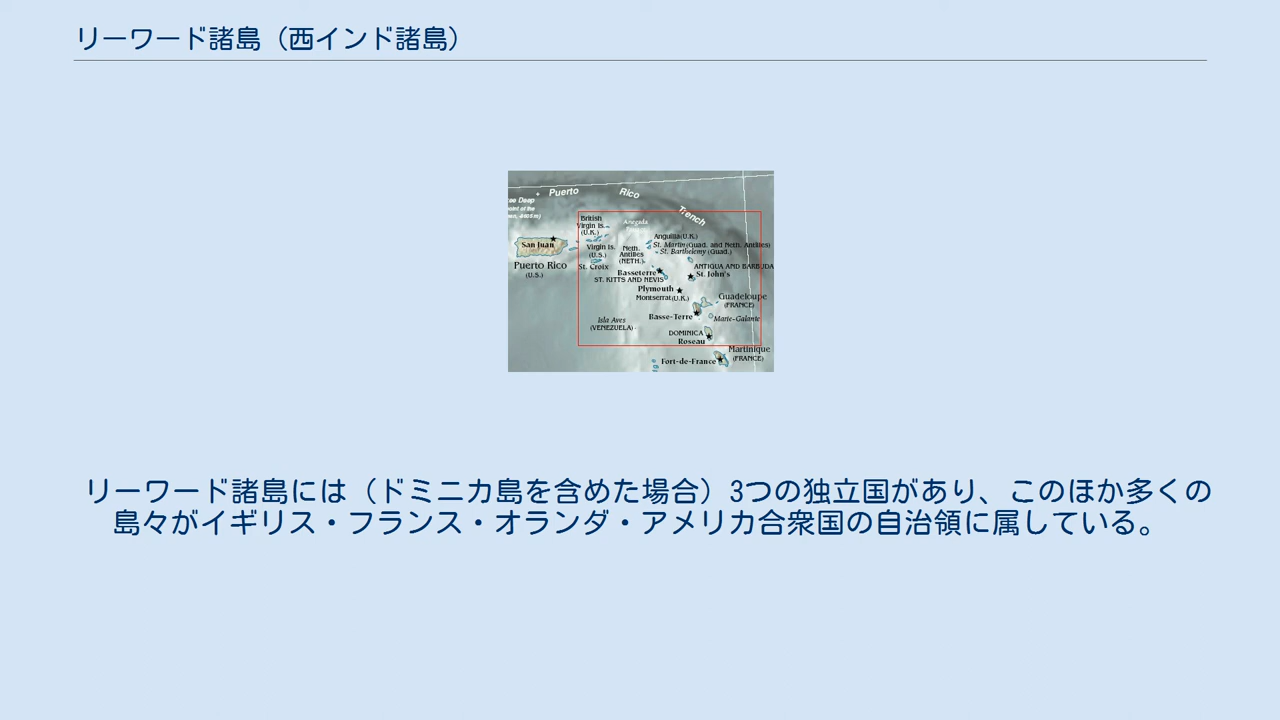 リーワード諸島（西インド諸島）
Puerto Rico Trench
British
Virgin Is.
(U.K.)
Anegada
Anguilla (U.K.)
St. Martin (Guad. and Neth. Antilles)
St. Barthelemy (Guad.)
San Juan
Virgin Is.
(U.S.)
Neth.
Antilles
(NETH.)
Puerto Rico
(U.S.)
St. Croix
Basseterre
ST. KITTS AND NEVIS
ANTIGUA AND BARBUDA
St. John's
Plymouth
Montserrat (U.K.)
Guadeloupe
(FRANCE)
Basse-Terre
Marie-Galante
Isla Aves
(VENEZUELA)
DOMINICA
Roseau
Martinique
(FRANCE)
Fort-de-France
リーワード諸島には（ドミニカ島を含めた場合）3つの独立国があり、このほか多くの
島々がイギリス・フランス・オランダ・アメリカ合衆国の自治領に属している。